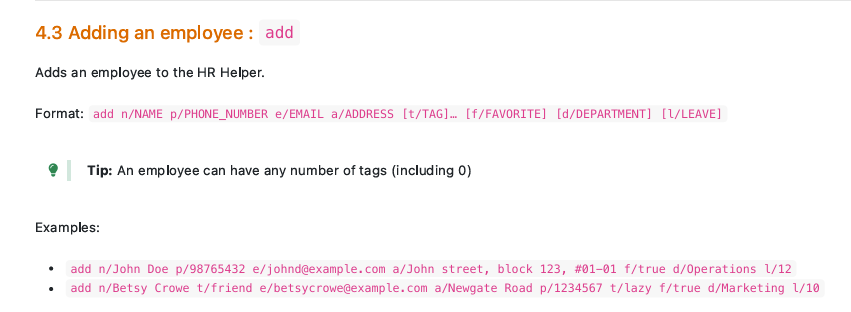 4.3 Adding an employee : add
Adds an employee to the HR Helper.
Format: add n/NAME p/PHONE_NUMBER e/EMAIL a/ADDRESS [t/TAG]… [f/FAVORITE] [d/DEPARTMENT] [l/LEAVE]
Tip: An employee can have any number of tags (including 0)
Examples:
• add n/John Doe p/98765432 e/johnd@example.com a/John street, block 123, #01-01 f/true d/Operations l/12
• add n/Betsy Crowe t/friend e/betsycrowe@example.com a/Newgate Road p/1234567 t/lazy f/true d/Marketing l/10